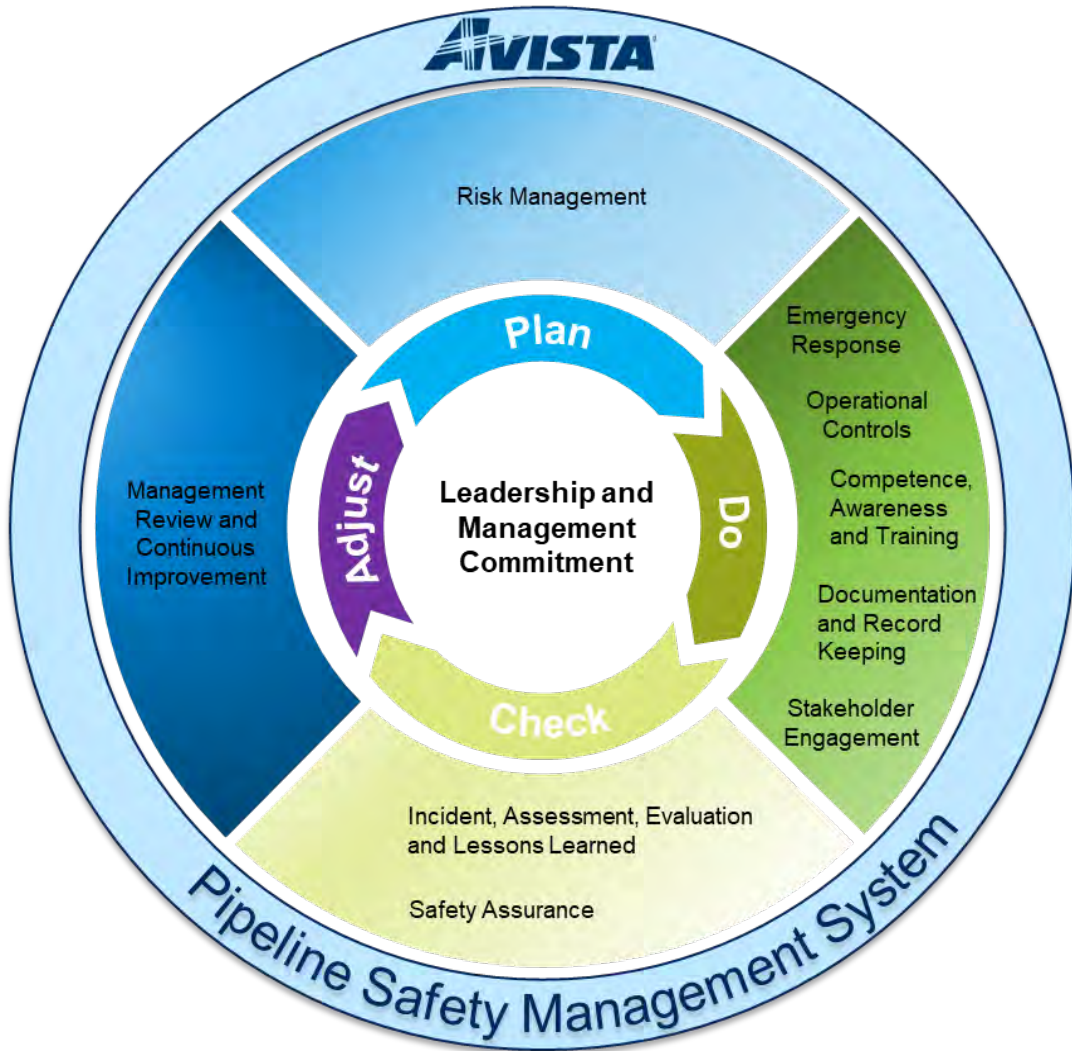 AVISTA
Risk Management
Plan
Emergency
Response
Operational
Controls
Competence,
Awareness
and Training
Documentation
and Record
Keeping
Stakeholder
Engagement
Do
Leadership and
Management
Commitment
Adjust
Management
Review and
Continuous
Improvement
Check
Incident, Assessment, Evaluation
and Lessons Learned
Safety Assurance
Pipeline Safety Management System